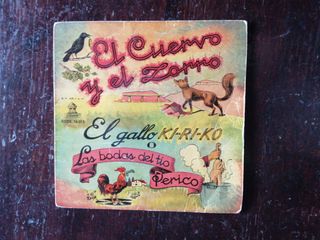 El Cuervo
y el Zorro
El gallo KI-RI-KO
o
Las bodas del tío
Perico